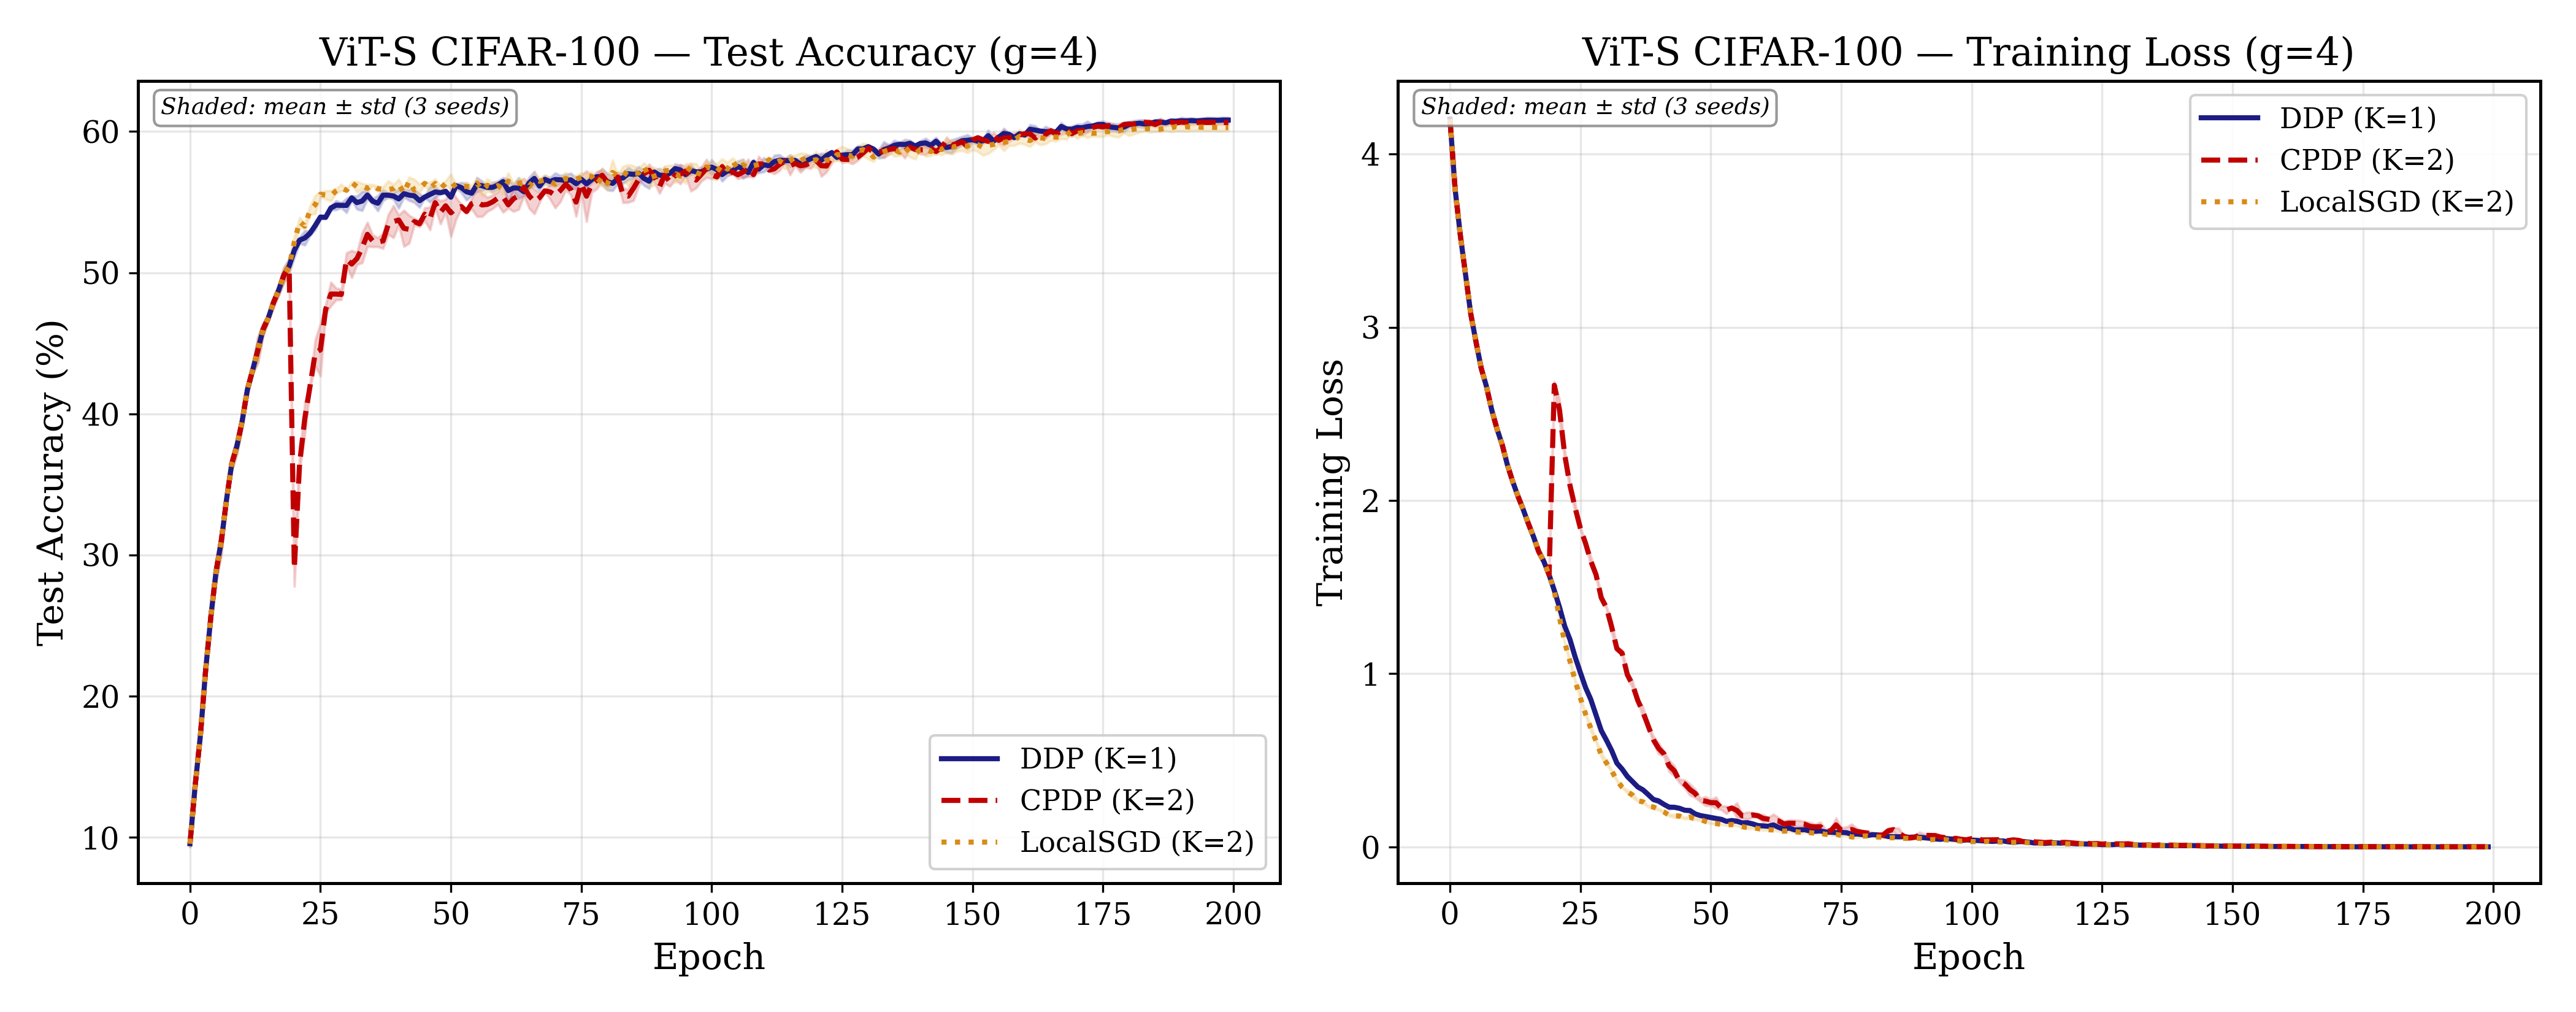 ViT-S CIFAR-100 — Test Accuracy (g=4)
Shaded: mean ± std (3 seeds)
Test Accuracy (%)
60
50
40
30
20
10
DDP (K=1)
CPDP (K=2)
LocalSGD (K=2)
0 25 50 75 100 125 150 175 200
Epoch
ViT-S CIFAR-100 — Training Loss (g=4)
Shaded: mean ± std (3 seeds)
DDP (K=1)
CPDP (K=2)
LocalSGD (K=2)
Training Loss
4
3
2
1
0
0 25 50 75 100 125 150 175 200
Epoch